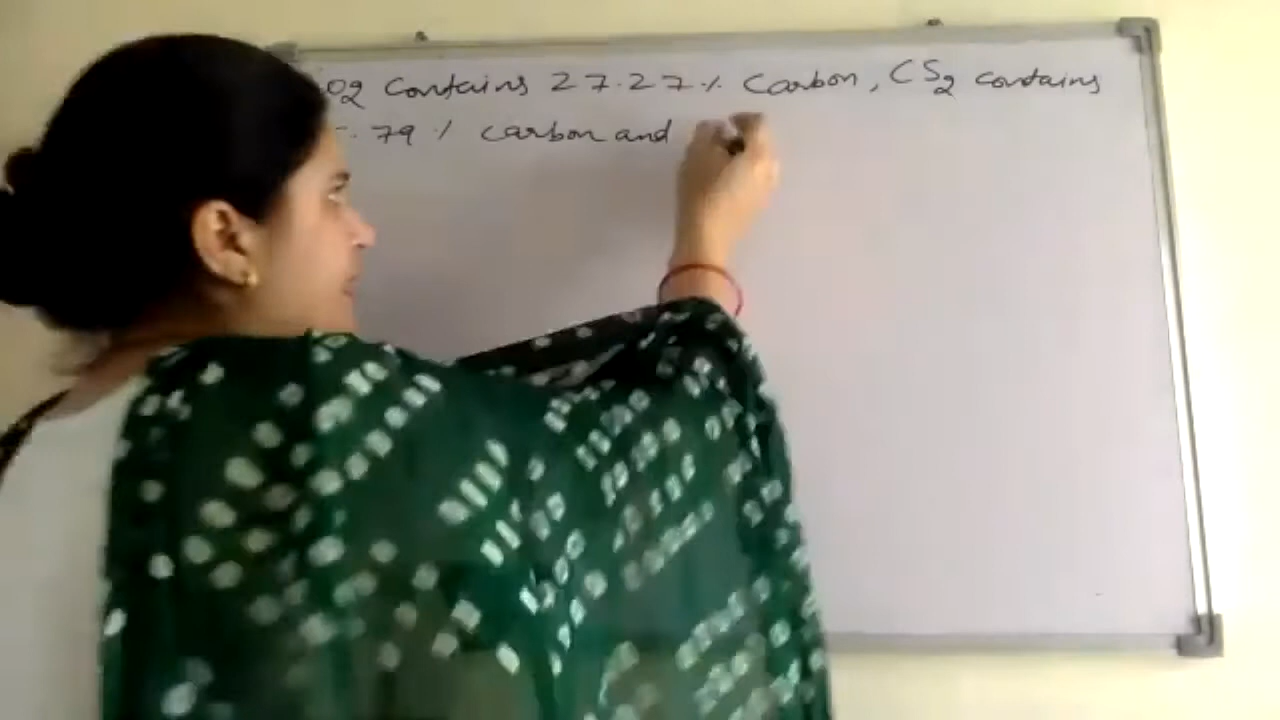 O2 contains 27.27% Carbon, CS2 contains
.79% carbon and